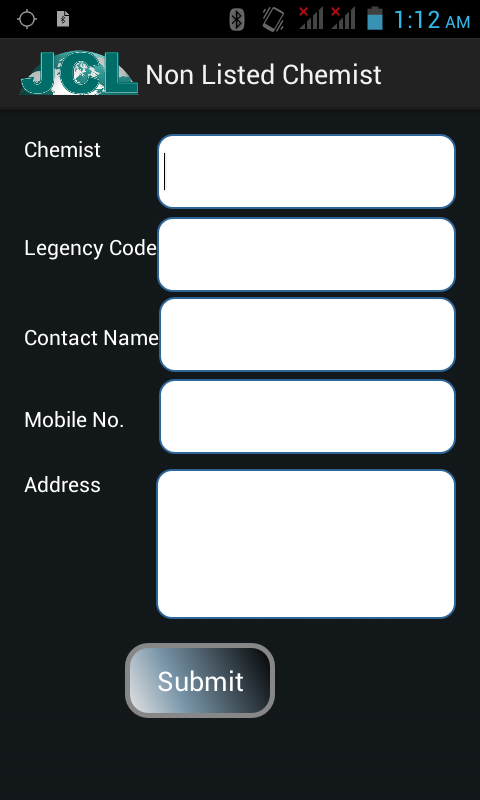 1:12 AM
JCL Non Listed Chemist
Chemist
Legency Code
Contact Name
Mobile No.
Address
Submit